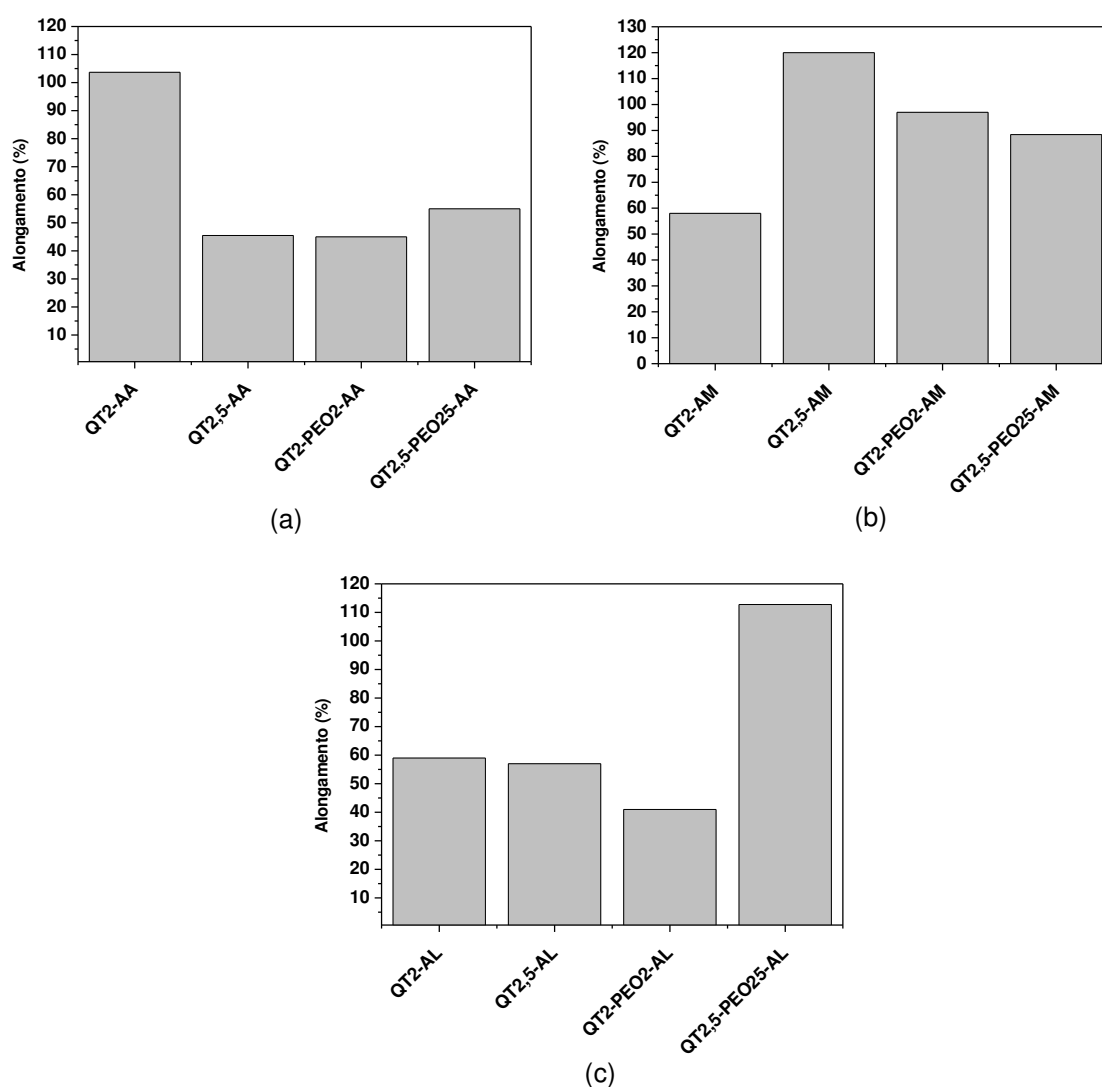 120
110
100
90
80
70
60
50
40
30
20
10
Alongamento (%)
QT2-AA
QT2,5-AA
QT2-PEO2-AA
QT2,5-PEO25-AA
(a)
130
120
110
100
90
80
70
60
50
40
30
20
10
0
Alongamento (%)
QT2-AM
QT2,5-AM
QT2-PEO2-AM
QT2,5-PEO25-AM
(b)
120
110
100
90
80
70
60
50
40
30
20
10
Alongamento (%)
QT2-AL
QT2,5-AL
QT2-PEO2-AL
QT2,5-PEO25-AL
(c)